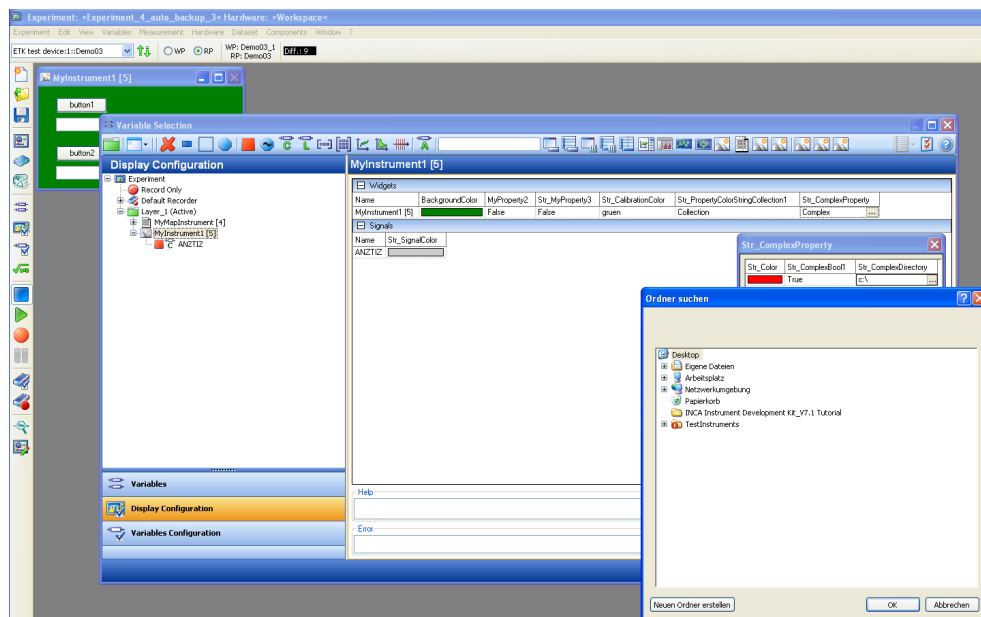 Experiment: >Experiment_4_auto_backup_3< Hardware: >Workspace<
Experiment Edit View Variables Measurement Hardware Dataset Components Window ?
ETK test device:1::Demo03
WP
RP
WP: Demo03_1
RP: Demo03
Diff.: 9
MyInstrument1 [5]
button1
button2
Variable Selection
Display Configuration
Experiment
Record Only
Default Recorder
Layer_1 (Active)
MyMapInstrument [4]
MyInstrument1 [5]
ANZTIZ
MyInstrument1 [5]
Widgets
Name BackgroundColor MyProperty2 Str_MyProperty3 Str_CalibrationColor Str_PropertyColorStringCollection1 Str_ComplexProperty
MyInstrument1 [5] False False gruen Collection Complex ...
Signals
Name Str_SignalColor
ANZTIZ
Str_ComplexProperty
Str_Color Str_ComplexBool1 Str_ComplexDirectory
True c:\ ...
Ordner suchen
Desktop
Eigene Dateien
Arbeitsplatz
Netzwerkumgebung
Papierkorb
INCA Instrument Development Kit_V7.1 Tutorial
TestInstruments
Neuen Ordner erstellen
OK
Abbrechen
Variables
Display Configuration
Variables Configuration
Help
Error